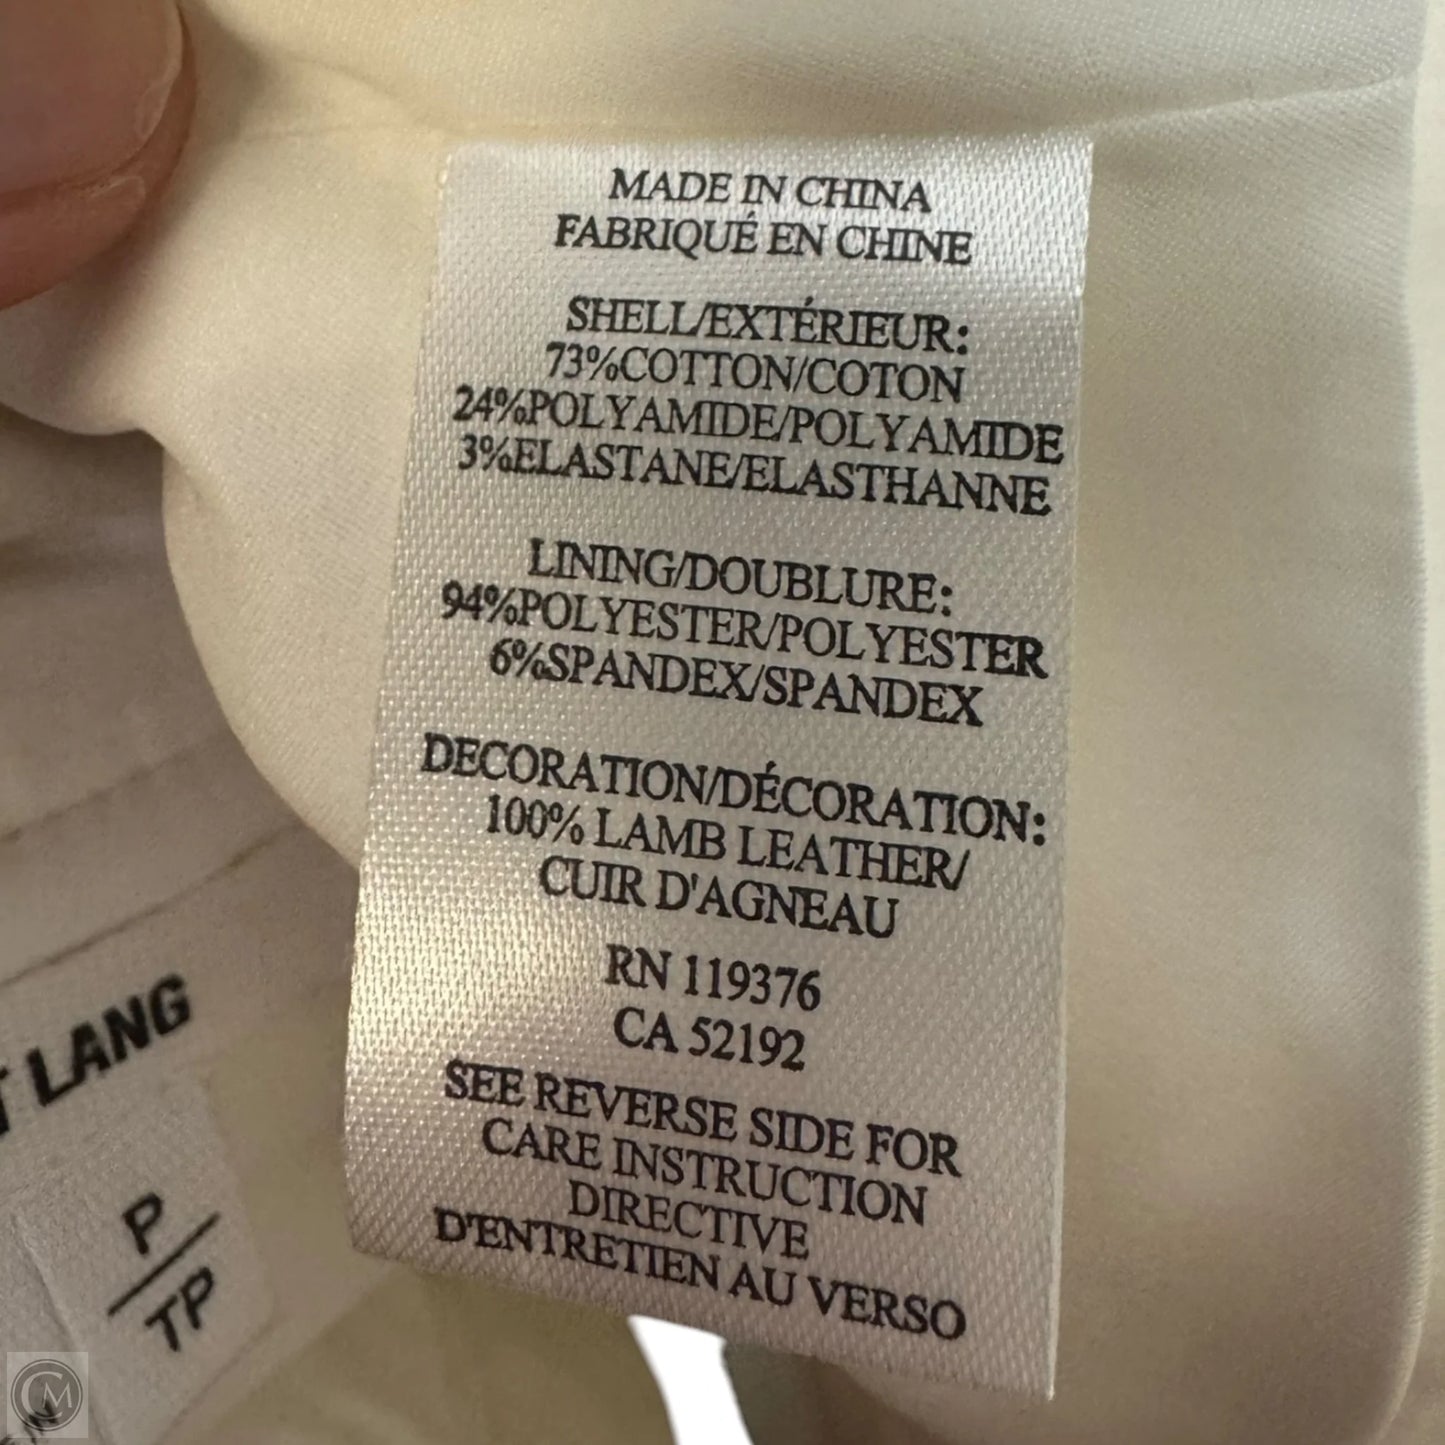 MADE IN CHINA
FABRIQUÉ EN CHINE
SHELL/EXTÉRIEUR:
73%COTTON/COTON
24%POLYAMIDE/POLYAMIDE
3%ELASTANE/ELASTHANNE
LINING/DOUBLURE:
94%POLYESTER/POLYESTER
6%SPANDEX/SPANDEX
DECORATION/DÉCORATION:
100% LAMB LEATHER/
CUIR D'AGNEAU
RN 119376
CA 52192
SEE REVERSE SIDE FOR
CARE INSTRUCTION
DIRECTIVE
D'ENTRETIEN AU VERSO
T LANG
P
TP
CM